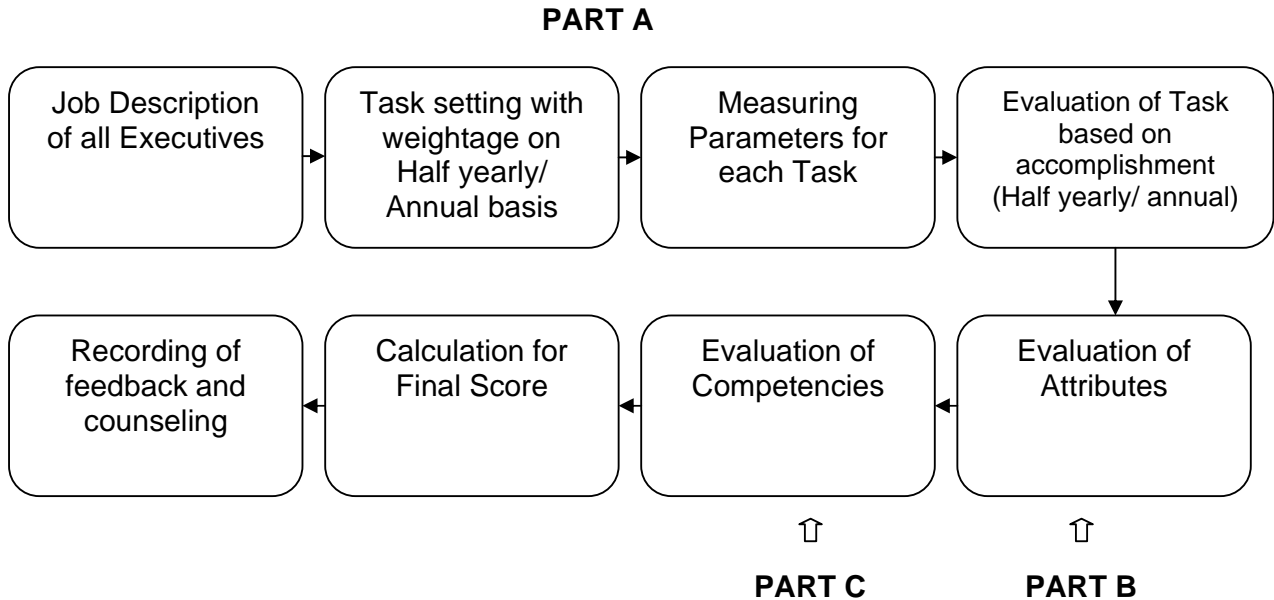 PART A
Job Description
of all Executives
Task setting with
weightage on
Half yearly/
Annual basis
Measuring
Parameters for
each Task
Evaluation of Task
based on
accomplishment
(Half yearly/ annual)
Recording of
feedback and
counseling
Calculation for
Final Score
Evaluation of
Competencies
Evaluation of
Attributes
PART C
PART B